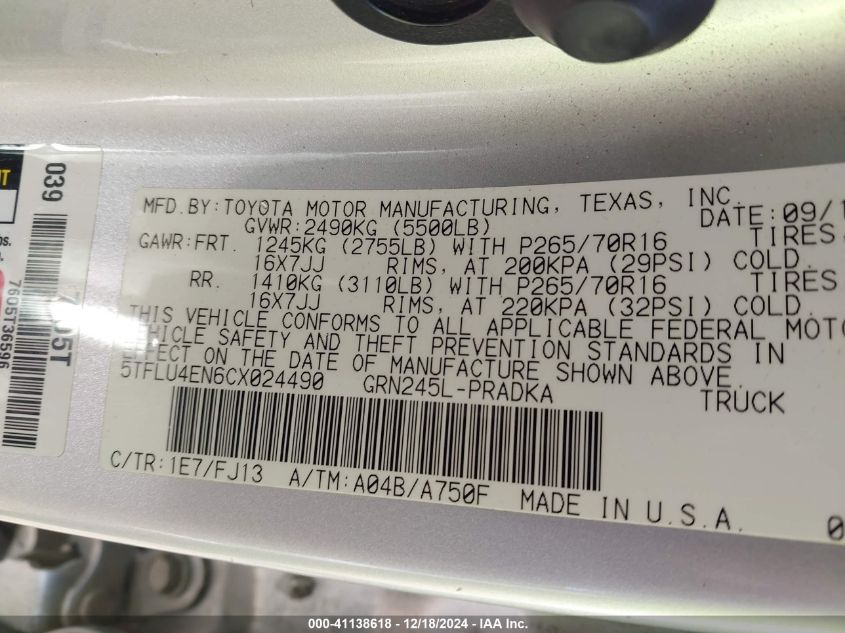 MFD.BY:TOYOTA MOTOR MANUFACTURING, TEXAS, INC.
GVWR:2490KG (5500LB) DATE:09/1
GAWR:FRT. 1245KG (2755LB) WITH P265/70R16 TIRES
16X7JJ RIMS, AT 200KPA (29PSI) COLD.
RR. 1410KG (3110LB) WITH P265/70R16 TIRES
16X7JJ RIMS, AT 220KPA (32PSI) COLD.
THIS VEHICLE CONFORMS TO ALL APPLICABLE FEDERAL MOTO
VEHICLE SAFETY AND THEFT PREVENTION STANDARDS IN
EFFECT ON THE DATE OF MANUFACTURE SHOWN ABOVE.
5TFLU4EN6CX024490 GRN245L-PRADKA TRUCK
C/TR:1E7/FJ13 A/TM:A04B/A750F MADE IN U.S.A.
039
7605T36596
05T
000-41138618 - 12/18/2024 - IAA Inc.